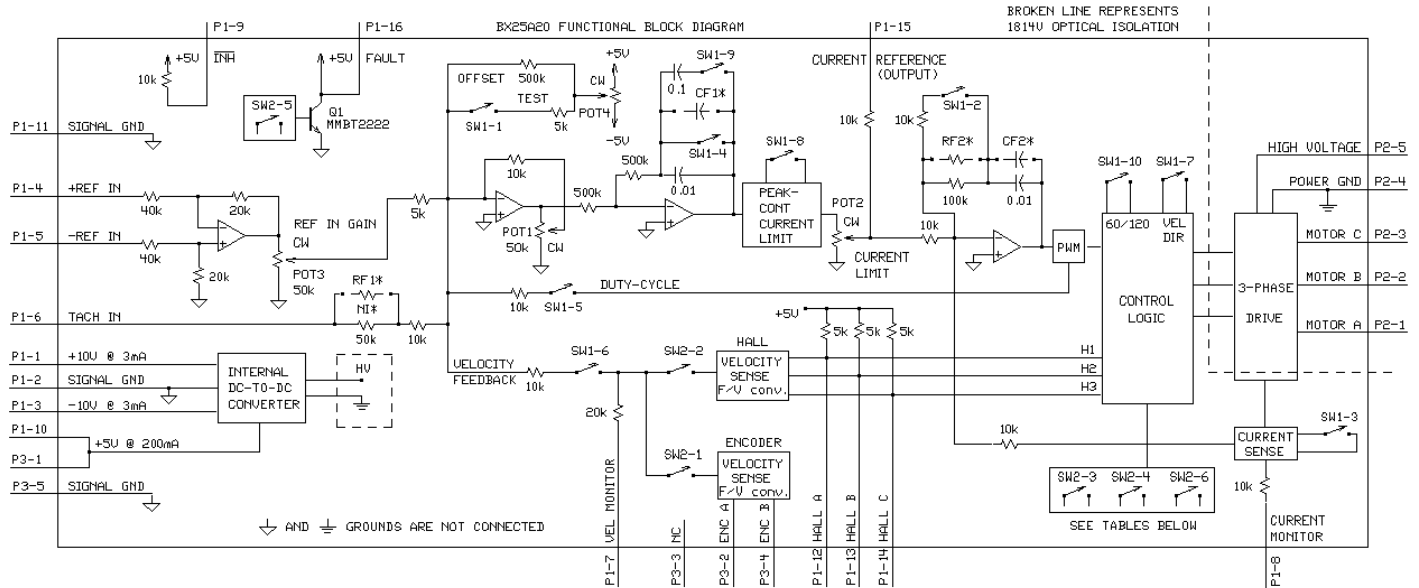 BROKEN LINE REPRESENTS
P1-9
P1-16
BX25A20 FUNCTIONAL BLOCK DIAGRAM
P1-15
1814V OPTICAL ISOLATION
+5V
INH
10k
+5V
FAULT
SW2-5
Q1
MMBT2222
OFFSET
500k
TEST
SW1-1
5k
+5V
CW
POT4
-5V
SW1-9
0.1
CF1*
SW1-4
500k
0.01
CURRENT REFERENCE
(OUTPUT)
10k
SW1-8
PEAK-
CONT
CURRENT
LIMIT
POT2
CW
CURRENT
LIMIT
SW1-2
10k
RF2*
CF2*
100k
0.01
10k
PWM
SW1-10
SW1-7
60/120
VEL
DIR
CONTROL
LOGIC
HIGH VOLTAGE
P2-5
POWER GND
P2-4
MOTOR C
P2-3
MOTOR B
P2-2
MOTOR A
P2-1
3-PHASE
DRIVE
P1-11
SIGNAL GND
P1-4
+REF IN
40k
20k
P1-5
-REF IN
40k
20k
REF IN GAIN
CW
POT3
50k
5k
10k
POT1
50k
CW
500k
DUTY-CYCLE
10k
SW1-5
P1-6
TACH IN
RF1*
NI*
50k
10k
P1-1
+10V @ 3mA
P1-2
SIGNAL GND
P1-3
-10V @ 3mA
P1-10
+5V @ 200mA
P3-1
P3-5
SIGNAL GND
INTERNAL
DC-TO-DC
CONVERTER
HV
VELOCITY
FEEDBACK
10k
SW1-6
SW2-2
20k
HALL
VELOCITY
SENSE
F/V conv.
+5V
5k
5k
5k
H1
H2
H3
SW2-1
ENCODER
VELOCITY
SENSE
F/V conv.
10k
CURRENT
SENSE
SW1-3
10k
SW2-3
SW2-4
SW2-6
SEE TABLES BELOW
CURRENT
MONITOR
AND
GROUNDS ARE NOT CONNECTED
P1-7 VEL MONITOR
P3-3 NC
P3-2 ENC A
P3-4 ENC B
P1-12 HALL A
P1-13 HALL B
P1-14 HALL C
P1-8